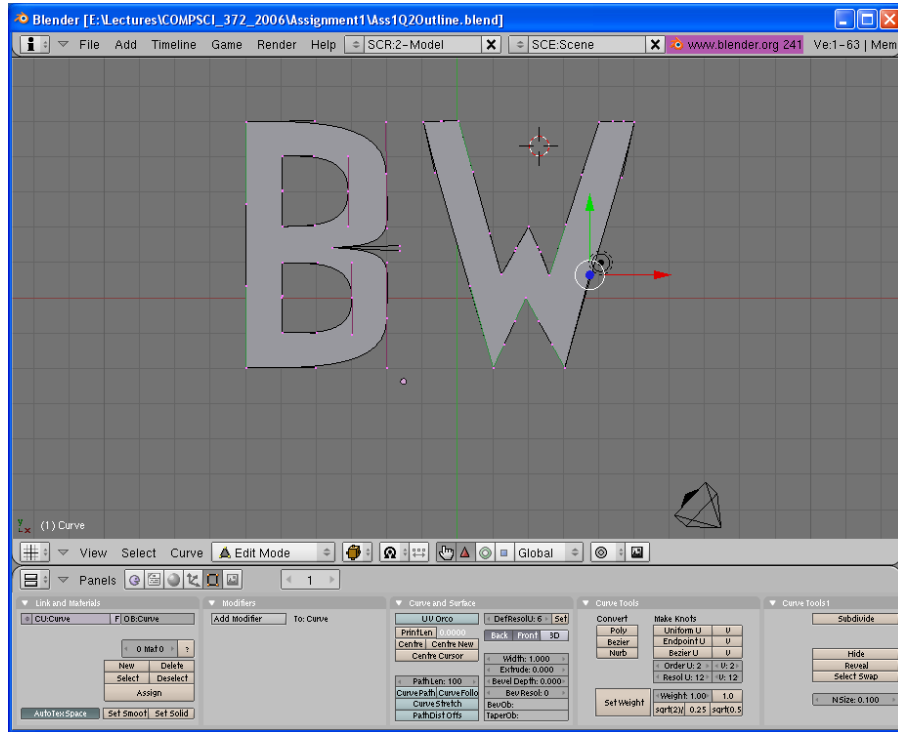 Blender [E:\Lectures\COMPSCI_372_2006\Assignment1\Ass1Q2Outline.blend]
File Add Timeline Game Render Help SCR:2-Model X SCE:Scene X www.blender.org 241 Ve:1-63 | Mem
BW
(1) Curve
View Select Curve Edit Mode Global
Panels 1
Link and Materials Modifiers Curve and Surface Curve Tools Curve Tools1
CU:Curve F OB:Curve Add Modifier To: Curve UV Orco DefResolU: 6 Set Convert Make Knots Subdivide
PrintLen 0.0000 Back Front 3D Poly Uniform U V
Centre Centre New Bezier Endpoint U V
0 Mat 0 ? Centre Cursor Width: 1.000 Nurb Bezier U V Hide
New Delete Extrude: 0.000 Order U: 2 V: 2 Reveal
Select Deselect PathLen: 100 Bevel Depth: 0.000 Resol U: 12 V: 12 Select Swap
Assign CurvePath CurveFollo BevResol: 0 Set Weight Weight: 1.00 1.0 NSize: 0.100
CurveStretch BevOb:
AutoTexSpace Set Smoot Set Solid PathDist Offs TaperOb: sqrt(2)/ 0.25 sqrt(0.5